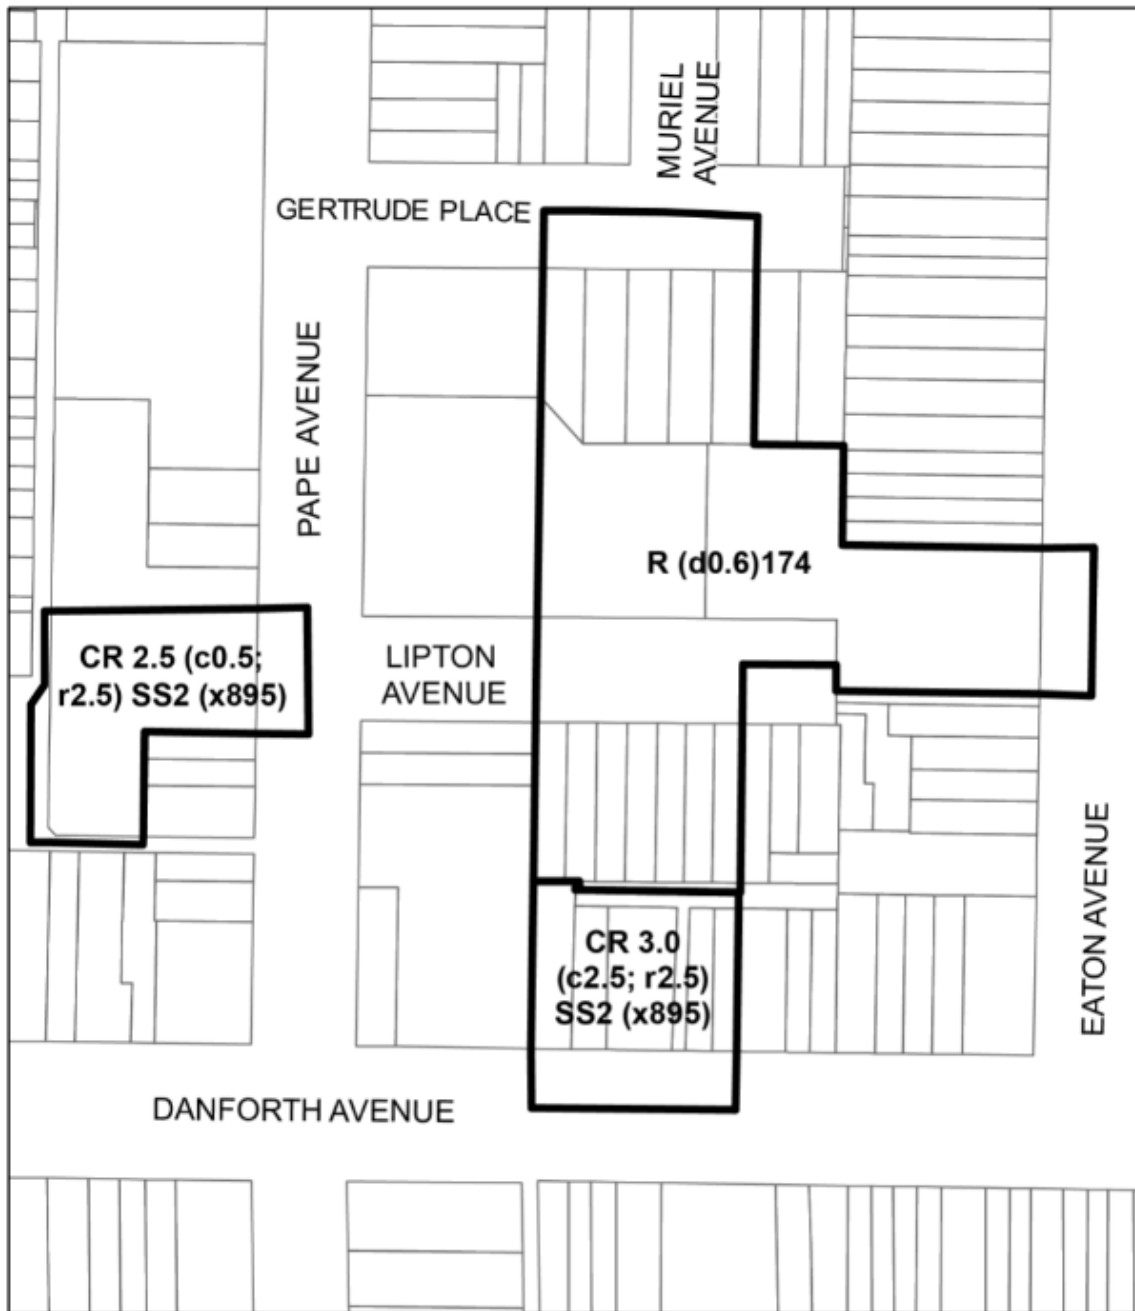 MURIEL
AVENUE
GERTRUDE PLACE
PAPE AVENUE
R (d0.6)174
CR 2.5 (c0.5;
r2.5) SS2 (x895)
LIPTON
AVENUE
EATON AVENUE
CR 3.0
(c2.5; r2.5)
SS2 (x895)
DANFORTH AVENUE